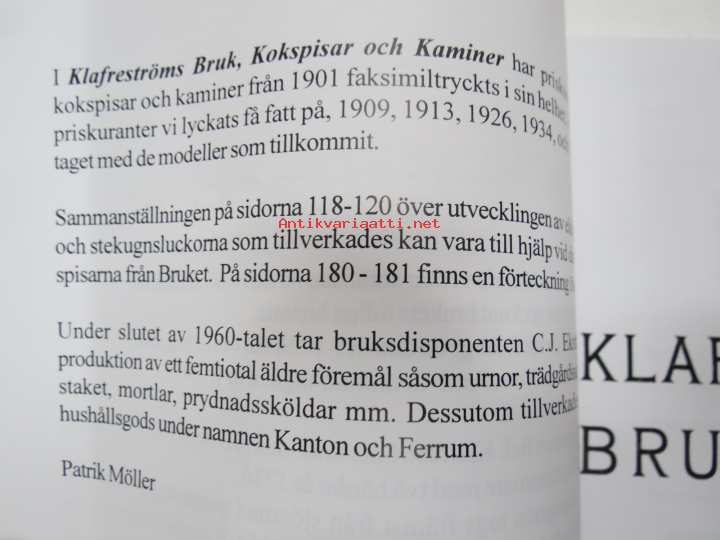 I Klafreströms Bruk, Kokspisar och Kaminer har
kokspisar och kaminer från 1901 faksimiltryckts i sin
priskuranter vi lyckats få fatt på, 1909, 1913, 1926, 1934,
taget med de modeller som tillkommit.
Sammanställningen på sidorna 118-120 över utvecklingen av
Antikvariaatti.net
och stekugnsluckorna som tillverkades kan vara till hjälp vid
spisarna från Bruket. På sidorna 180 - 181 finns en förteckning
Under slutet av 1960-talet tar bruksdisponenten C.J.
produktion av ett femtiotal äldre föremål såsom urnor,
staket, mortlar, prydnadssköldar mm. Dessutom
hushållsgods under namnen Kanton och Ferrum.
Patrik Möller
KLAF
BRU